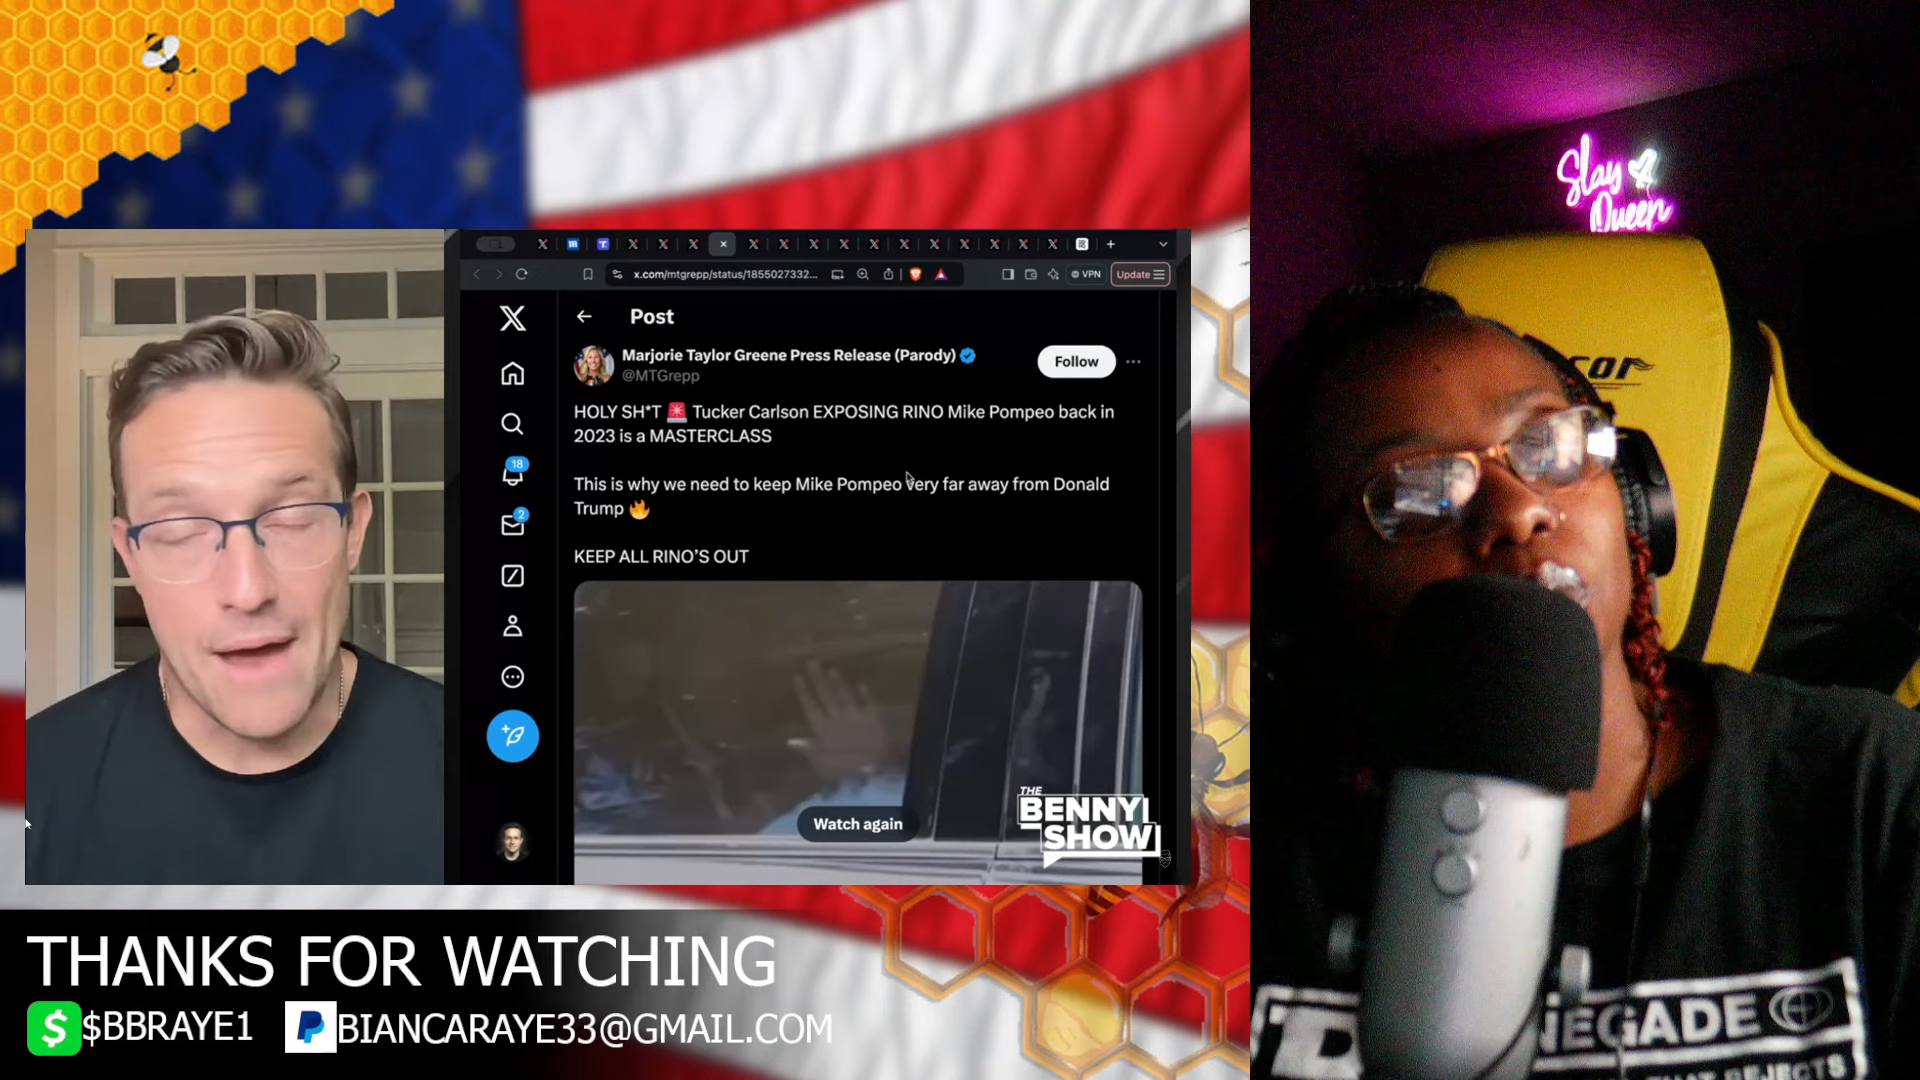 Slay
Queen
x.com/mtgrepp/status/1855027332...
VPN
Update
Post
Marjorie Taylor Greene Press Release (Parody)
@MTGrepp
Follow
HOLY SH*T 🚨 Tucker Carlson EXPOSING RINO Mike Pompeo back in
2023 is a MASTERCLASS
This is why we need to keep Mike Pompeo very far away from Donald
Trump 🔥
KEEP ALL RINO'S OUT
18
2
Watch again
THE
BENNY
SHOW
THANKS FOR WATCHING
$BBRAYE1
BIANCARAYE33@GMAIL.COM
NEGADE
THAT REJECTS